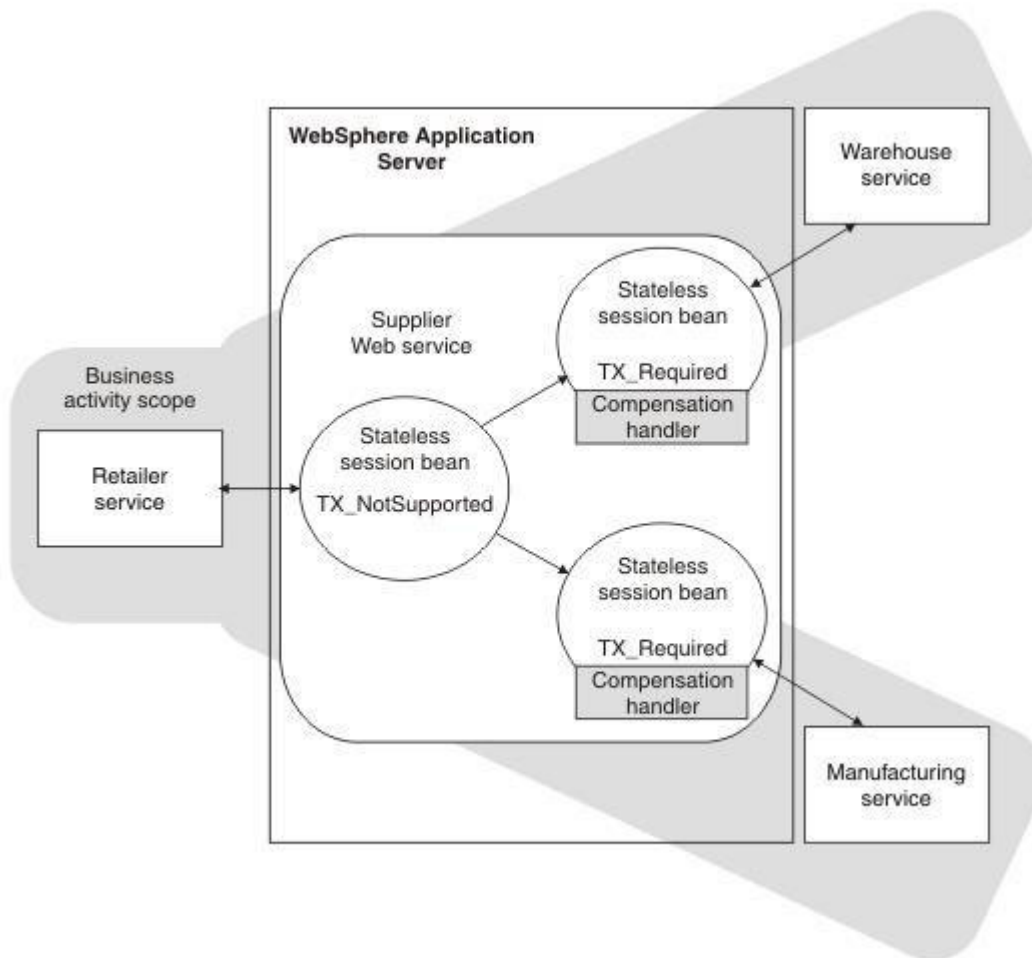 WebSphere Application
Server
Warehouse
service
Supplier
Web service
Stateless
session bean
TX_Required
Compensation
handler
Business
activity scope
Retailer
service
Stateless
session bean
TX_NotSupported
Stateless
session bean
TX_Required
Compensation
handler
Manufacturing
service